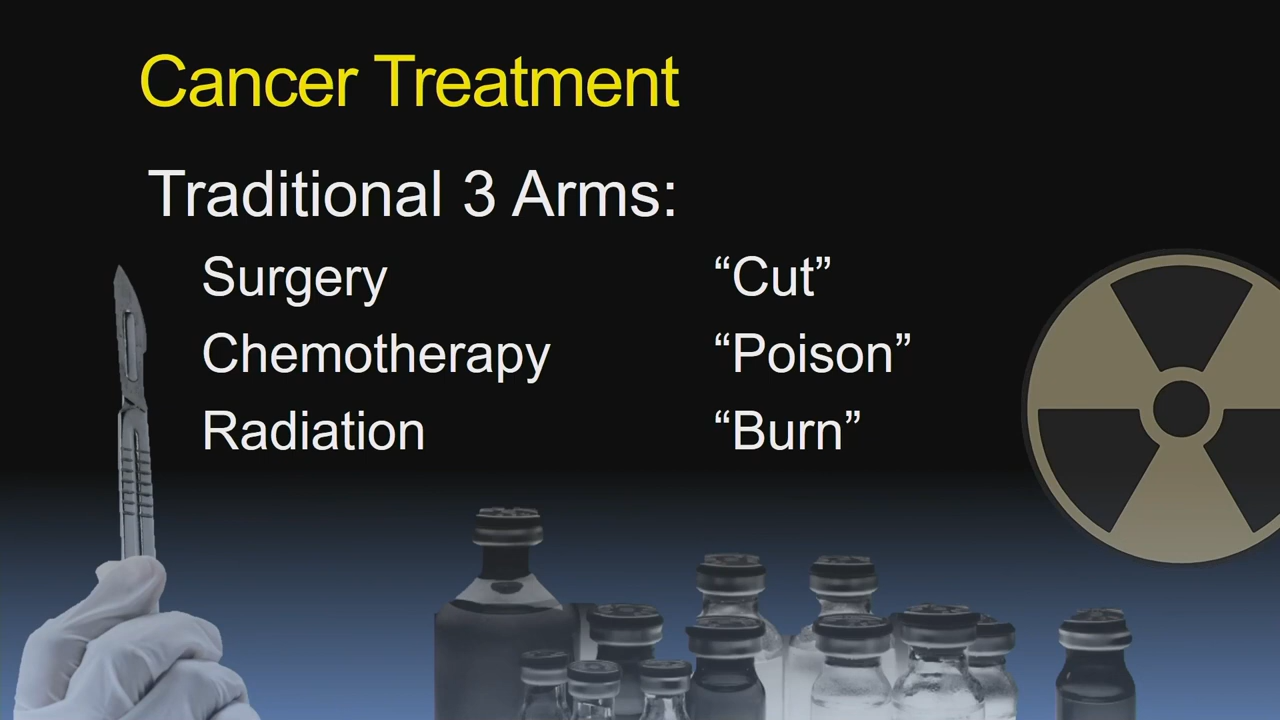 Cancer Treatment
Traditional 3 Arms:
Surgery “Cut”
Chemotherapy “Poison”
Radiation “Burn”